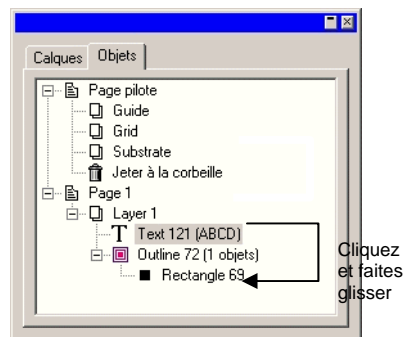 Calques Objets
Page pilote
Guide
Grid
Substrate
Jeter à la corbeille
Page 1
Layer 1
Text 121 (ABCD)
Outline 72 (1 objets)
Rectangle 69
Cliquez
et faites
glisser